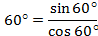 60° = sin 60° / cos 60°